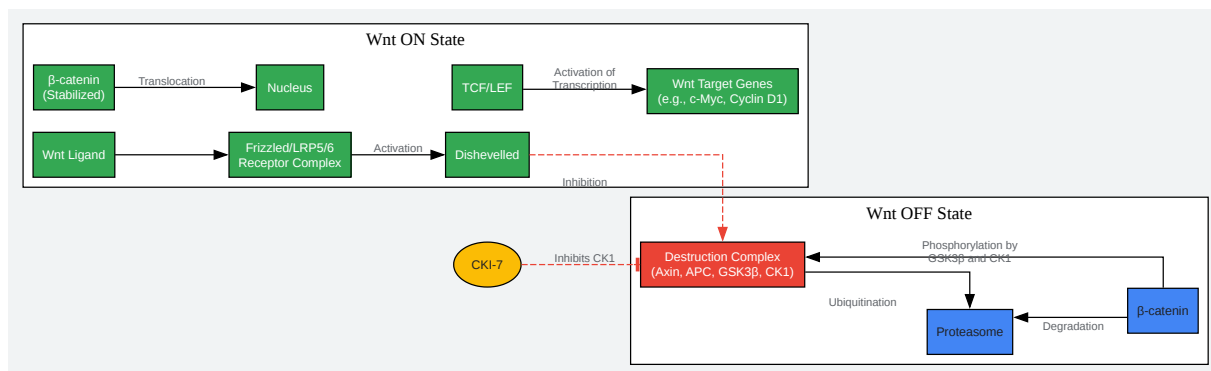 Wnt ON State
β-catenin
(Stabilized)
Translocation
Nucleus
TCF/LEF
Activation of
Transcription
Wnt Target Genes
(e.g., c-Myc, Cyclin D1)
Wnt Ligand
Frizzled/LRP5/6
Receptor Complex
Activation
Dishevelled
Inhibition
Wnt OFF State
CKI-7
Inhibits CK1
Destruction Complex
(Axin, APC, GSK3β, CK1)
Phosphorylation by
GSK3β and CK1
Ubiquitination
Proteasome
Degradation
β-catenin